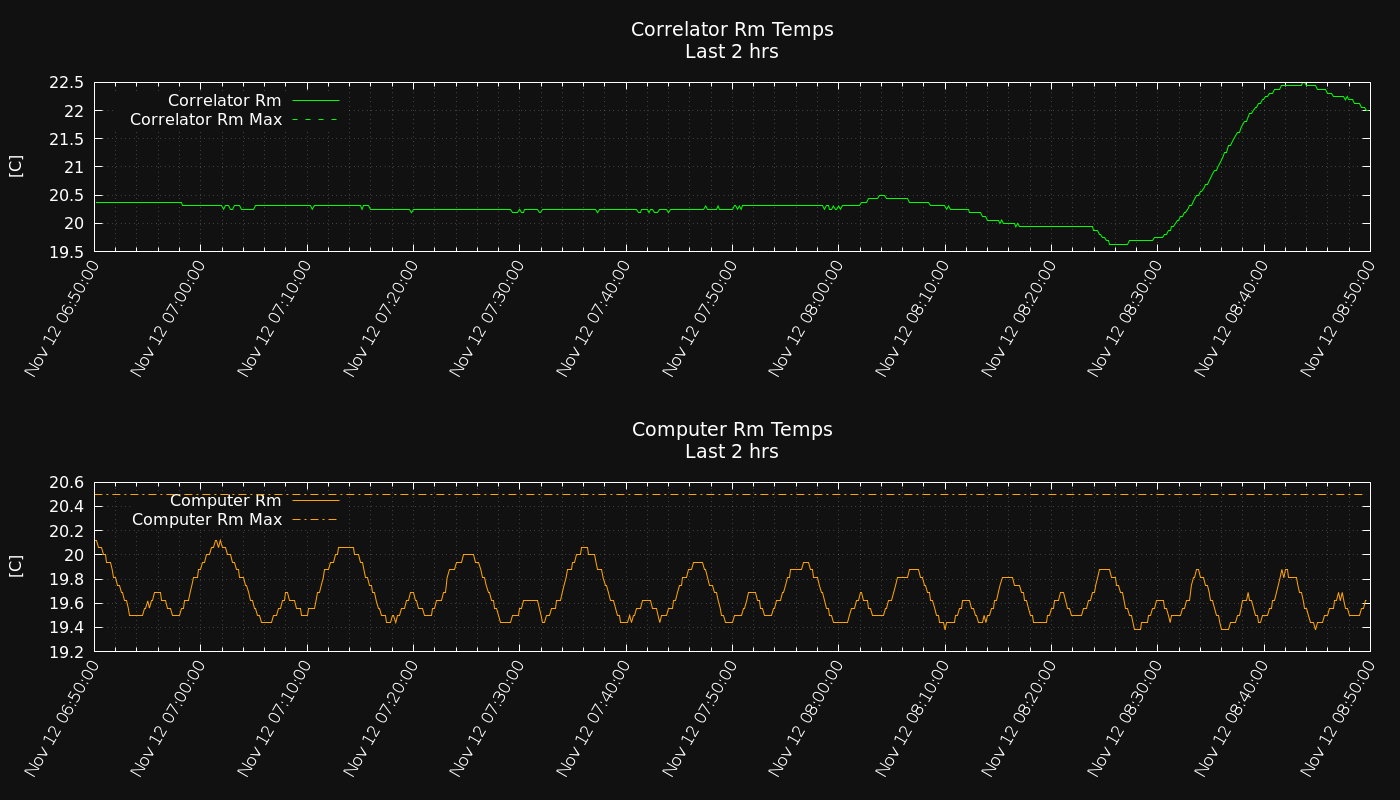 Correlator Rm Temps
Last 2 hrs
[C]
22.5
22
21.5
21
20.5
20
19.5
Correlator Rm
Correlator Rm Max
Nov 12 06:50:00
Nov 12 07:00:00
Nov 12 07:10:00
Nov 12 07:20:00
Nov 12 07:30:00
Nov 12 07:40:00
Nov 12 07:50:00
Nov 12 08:00:00
Nov 12 08:10:00
Nov 12 08:20:00
Nov 12 08:30:00
Nov 12 08:40:00
Nov 12 08:50:00
Computer Rm Temps
Last 2 hrs
[C]
20.6
20.4
20.2
20
19.8
19.6
19.4
19.2
Computer Rm
Computer Rm Max
Nov 12 06:50:00
Nov 12 07:00:00
Nov 12 07:10:00
Nov 12 07:20:00
Nov 12 07:30:00
Nov 12 07:40:00
Nov 12 07:50:00
Nov 12 08:00:00
Nov 12 08:10:00
Nov 12 08:20:00
Nov 12 08:30:00
Nov 12 08:40:00
Nov 12 08:50:00